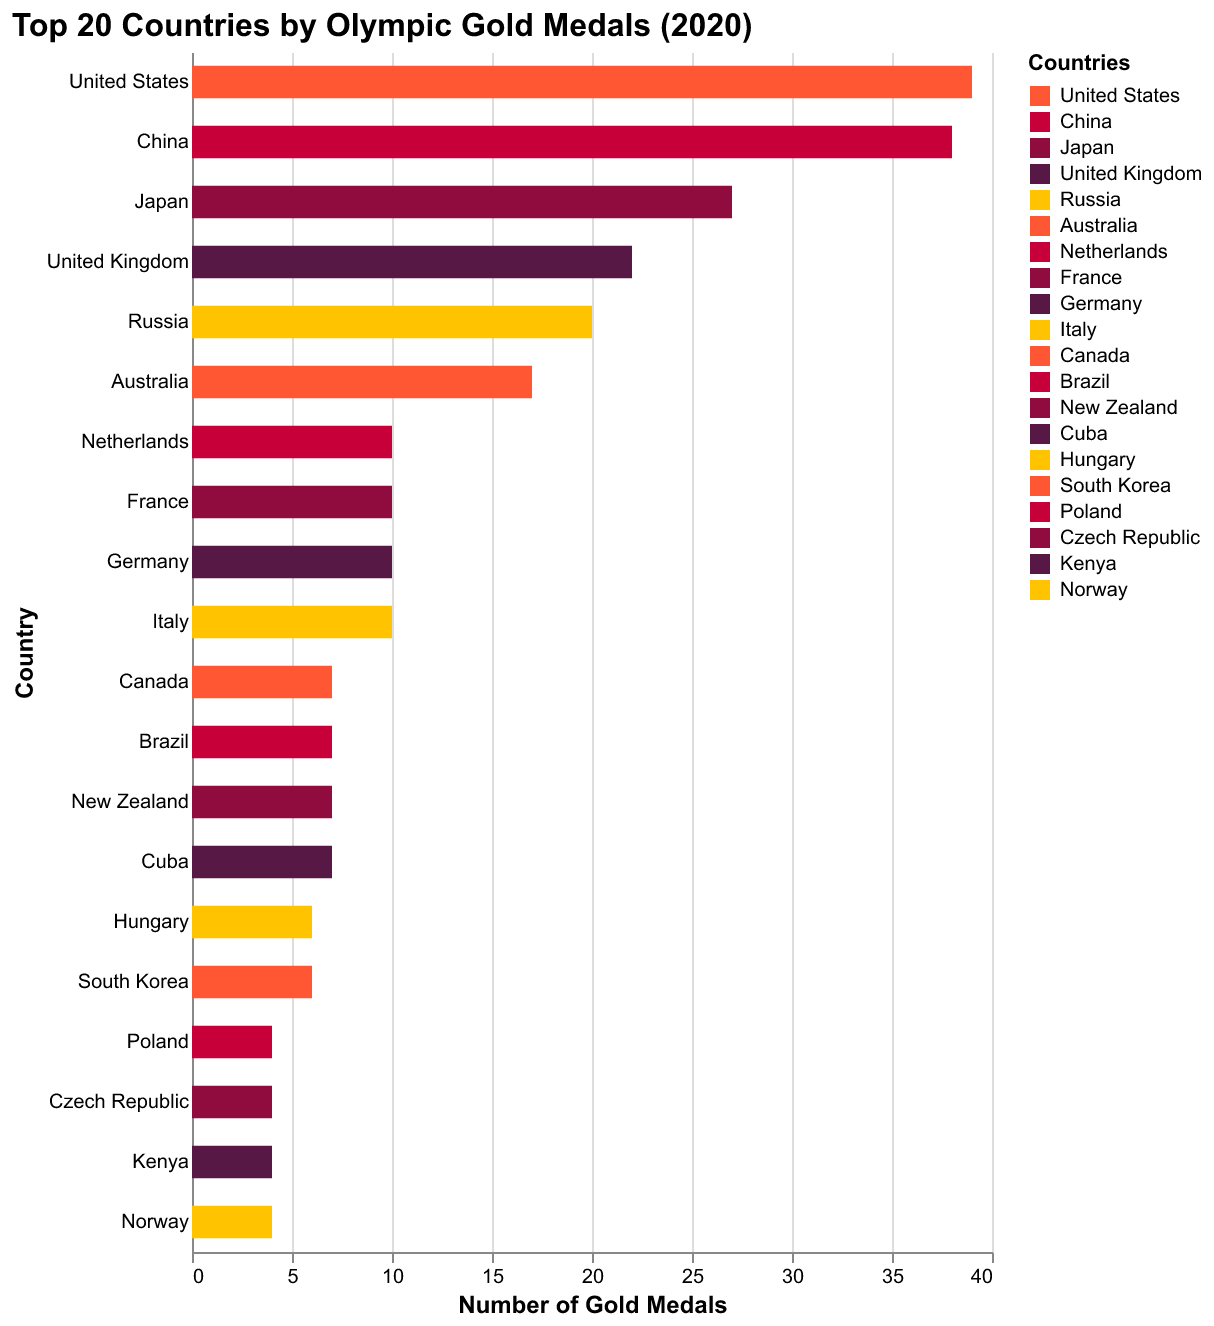 Top 20 Countries by Olympic Gold Medals (2020)
United States
China
Japan
United Kingdom
Russia
Australia
Netherlands
France
Germany
Italy
Canada
Brazil
New Zealand
Cuba
Hungary
South Korea
Poland
Czech Republic
Kenya
Norway
Country
0 5 10 15 20 25 30 35 40
Number of Gold Medals
Countries
United States
China
Japan
United Kingdom
Russia
Australia
Netherlands
France
Germany
Italy
Canada
Brazil
New Zealand
Cuba
Hungary
South Korea
Poland
Czech Republic
Kenya
Norway